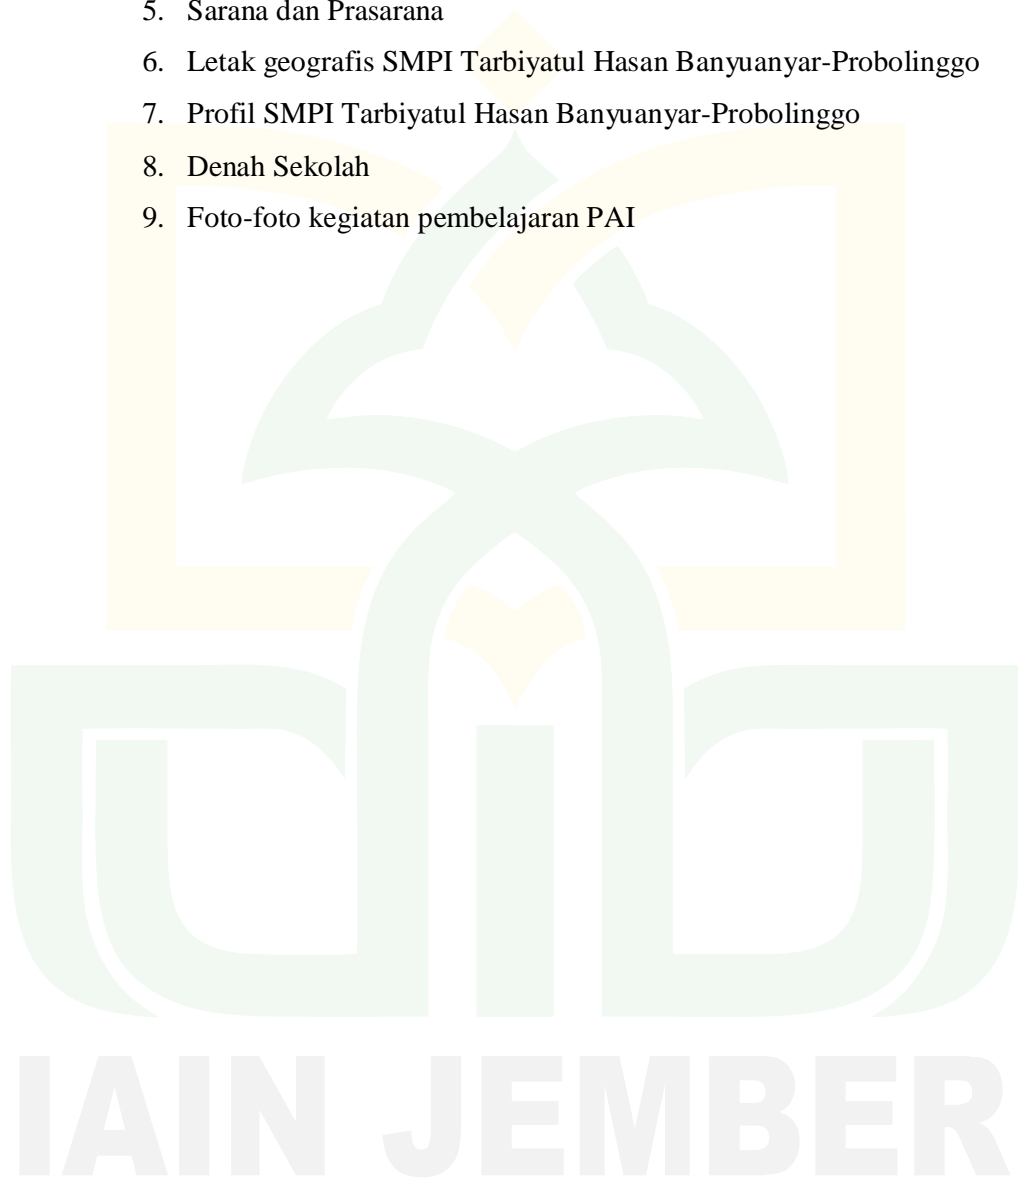 5. Sarana dan Prasarana
6. Letak geografis SMPI Tarbiyatul Hasan Banyuanyar-Probolinggo
7. Profil SMPI Tarbiyatul Hasan Banyuanyar-Probolinggo
8. Denah Sekolah
9. Foto-foto kegiatan pembelajaran PAI
IAIN JEMBER